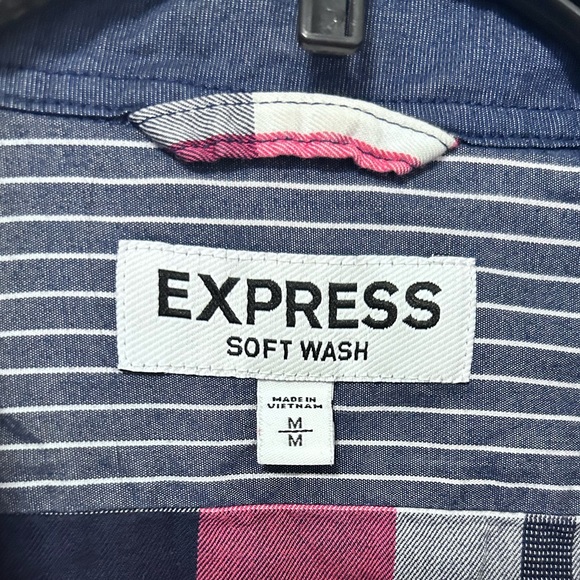 EXPRESS
SOFT WASH
MADE IN
VIETNAM
M
M